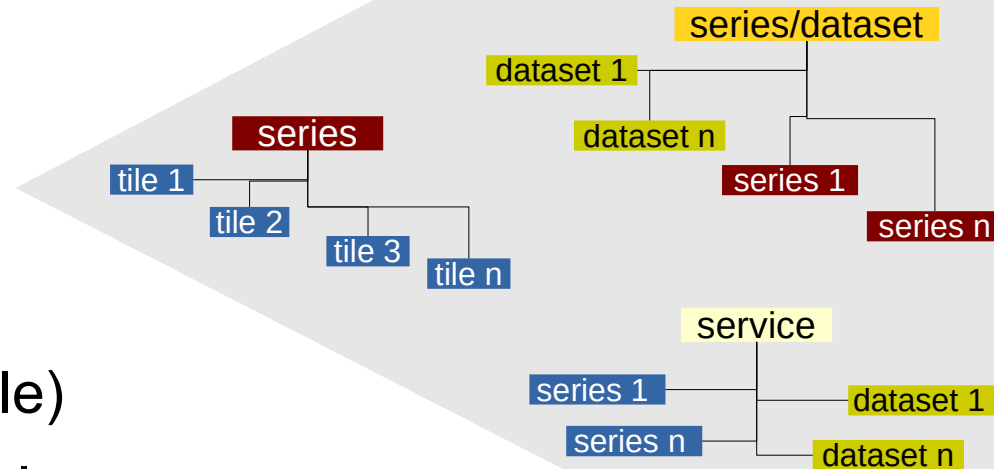 series/dataset
dataset 1
dataset n
series 1
series n
series
tile 1
tile 2
tile 3
tile n
service
series 1
series n
dataset 1
dataset n
le)